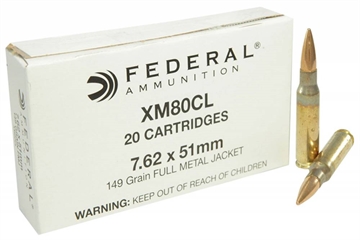 FEDERAL
AMMUNITION
XM80CL
20 CARTRIDGES
7.62 x 51mm
149 Grain FULL METAL JACKET
WARNING: KEEP OUT OF REACH OF CHILDREN
FEDERAL